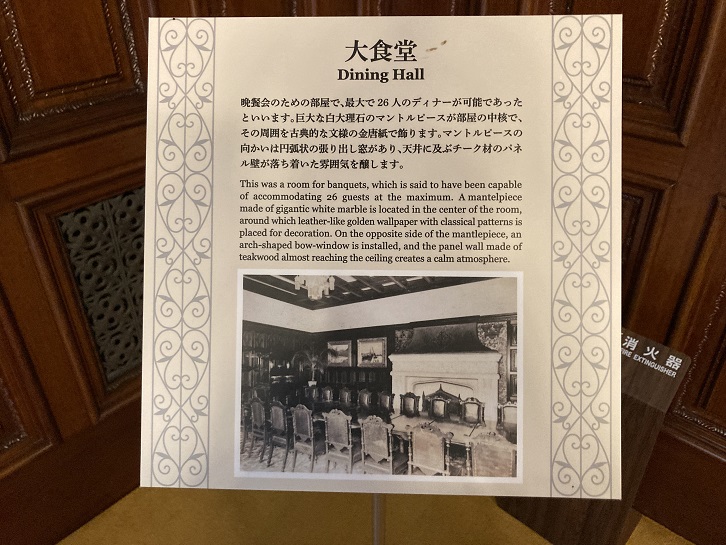 大食堂
Dining Hall
晩餐会のための部屋で、最大で 26 人のディナーが可能であった
といいます。巨大な白大理石のマントルピースが部屋の中核で、
その周囲を古典的な文様の金唐紙で飾ります。マントルピースの
向かいは円弧状の張り出し窓があり、天井に及ぶチーク材のパネ
ル壁が落ち着いた雰囲気を醸します。
This was a room for banquets, which is said to have been capable
of accommodating 26 guests at the maximum. A mantelpiece
made of gigantic white marble is located in the center of the room,
around which leather-like golden wallpaper with classical patterns is
placed for decoration. On the opposite side of the mantlepiece, an
arch-shaped bow-window is installed, and the panel wall made of
teakwood almost reaching the ceiling creates a calm atmosphere.
消火器
FIRE EXTINGUISHER